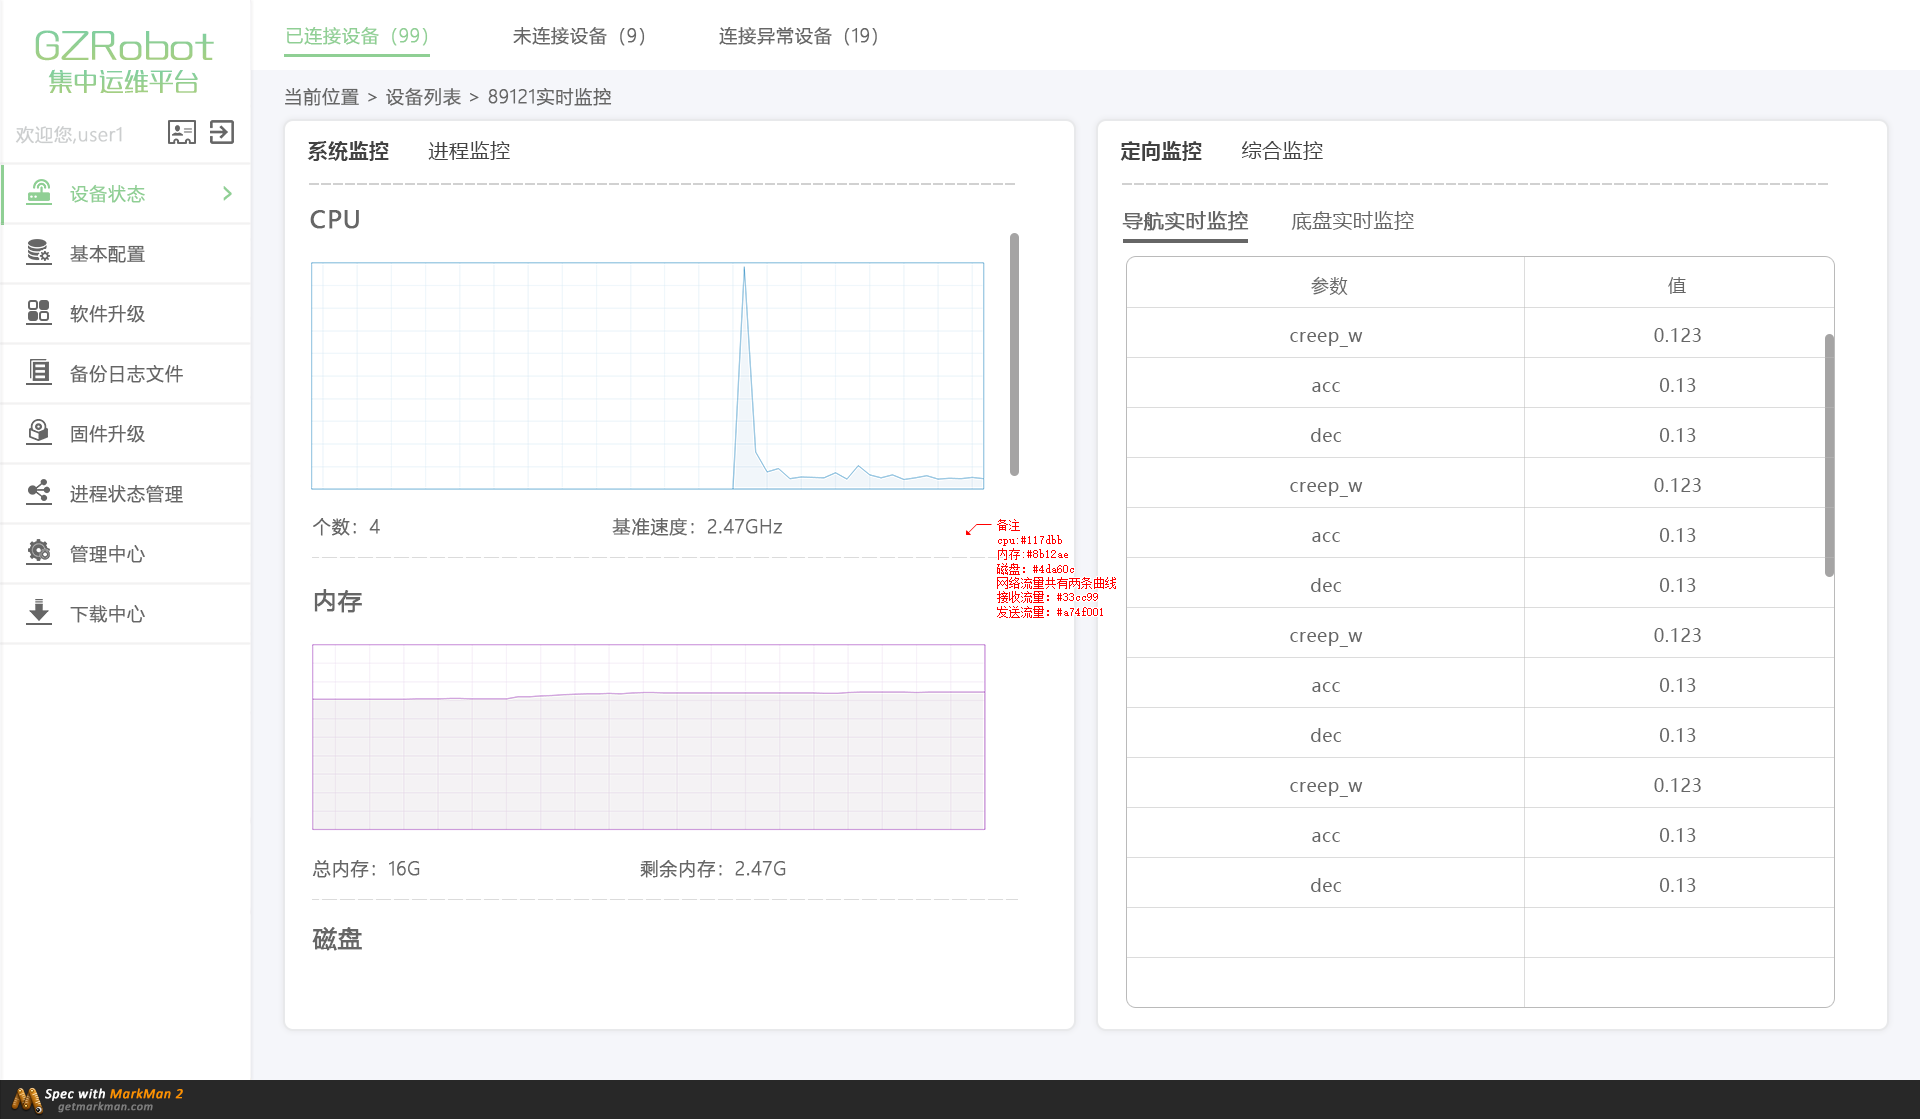 GZRobot
集中运维平台
欢迎您,user1
设备状态
基本配置
软件升级
备份日志文件
固件升级
进程状态管理
管理中心
下载中心
已连接设备（99） 未连接设备（9） 连接异常设备（19）
当前位置 > 设备列表 > 89121实时监控
系统监控 进程监控
CPU
个数：4 基准速度：2.47GHz
备注
cpu:#117dbb
内存:#8b12ae
磁盘：#4da60c
网络流量共有两条曲线
接收流量：#33cc99
发送流量：#a74f001
内存
总内存：16G 剩余内存：2.47G
磁盘
定向监控 综合监控
导航实时监控 底盘实时监控
参数 值
creep_w 0.123
acc 0.13
dec 0.13
creep_w 0.123
acc 0.13
dec 0.13
creep_w 0.123
acc 0.13
dec 0.13
creep_w 0.123
acc 0.13
dec 0.13
Spec with MarkMan 2
getmarkman.com